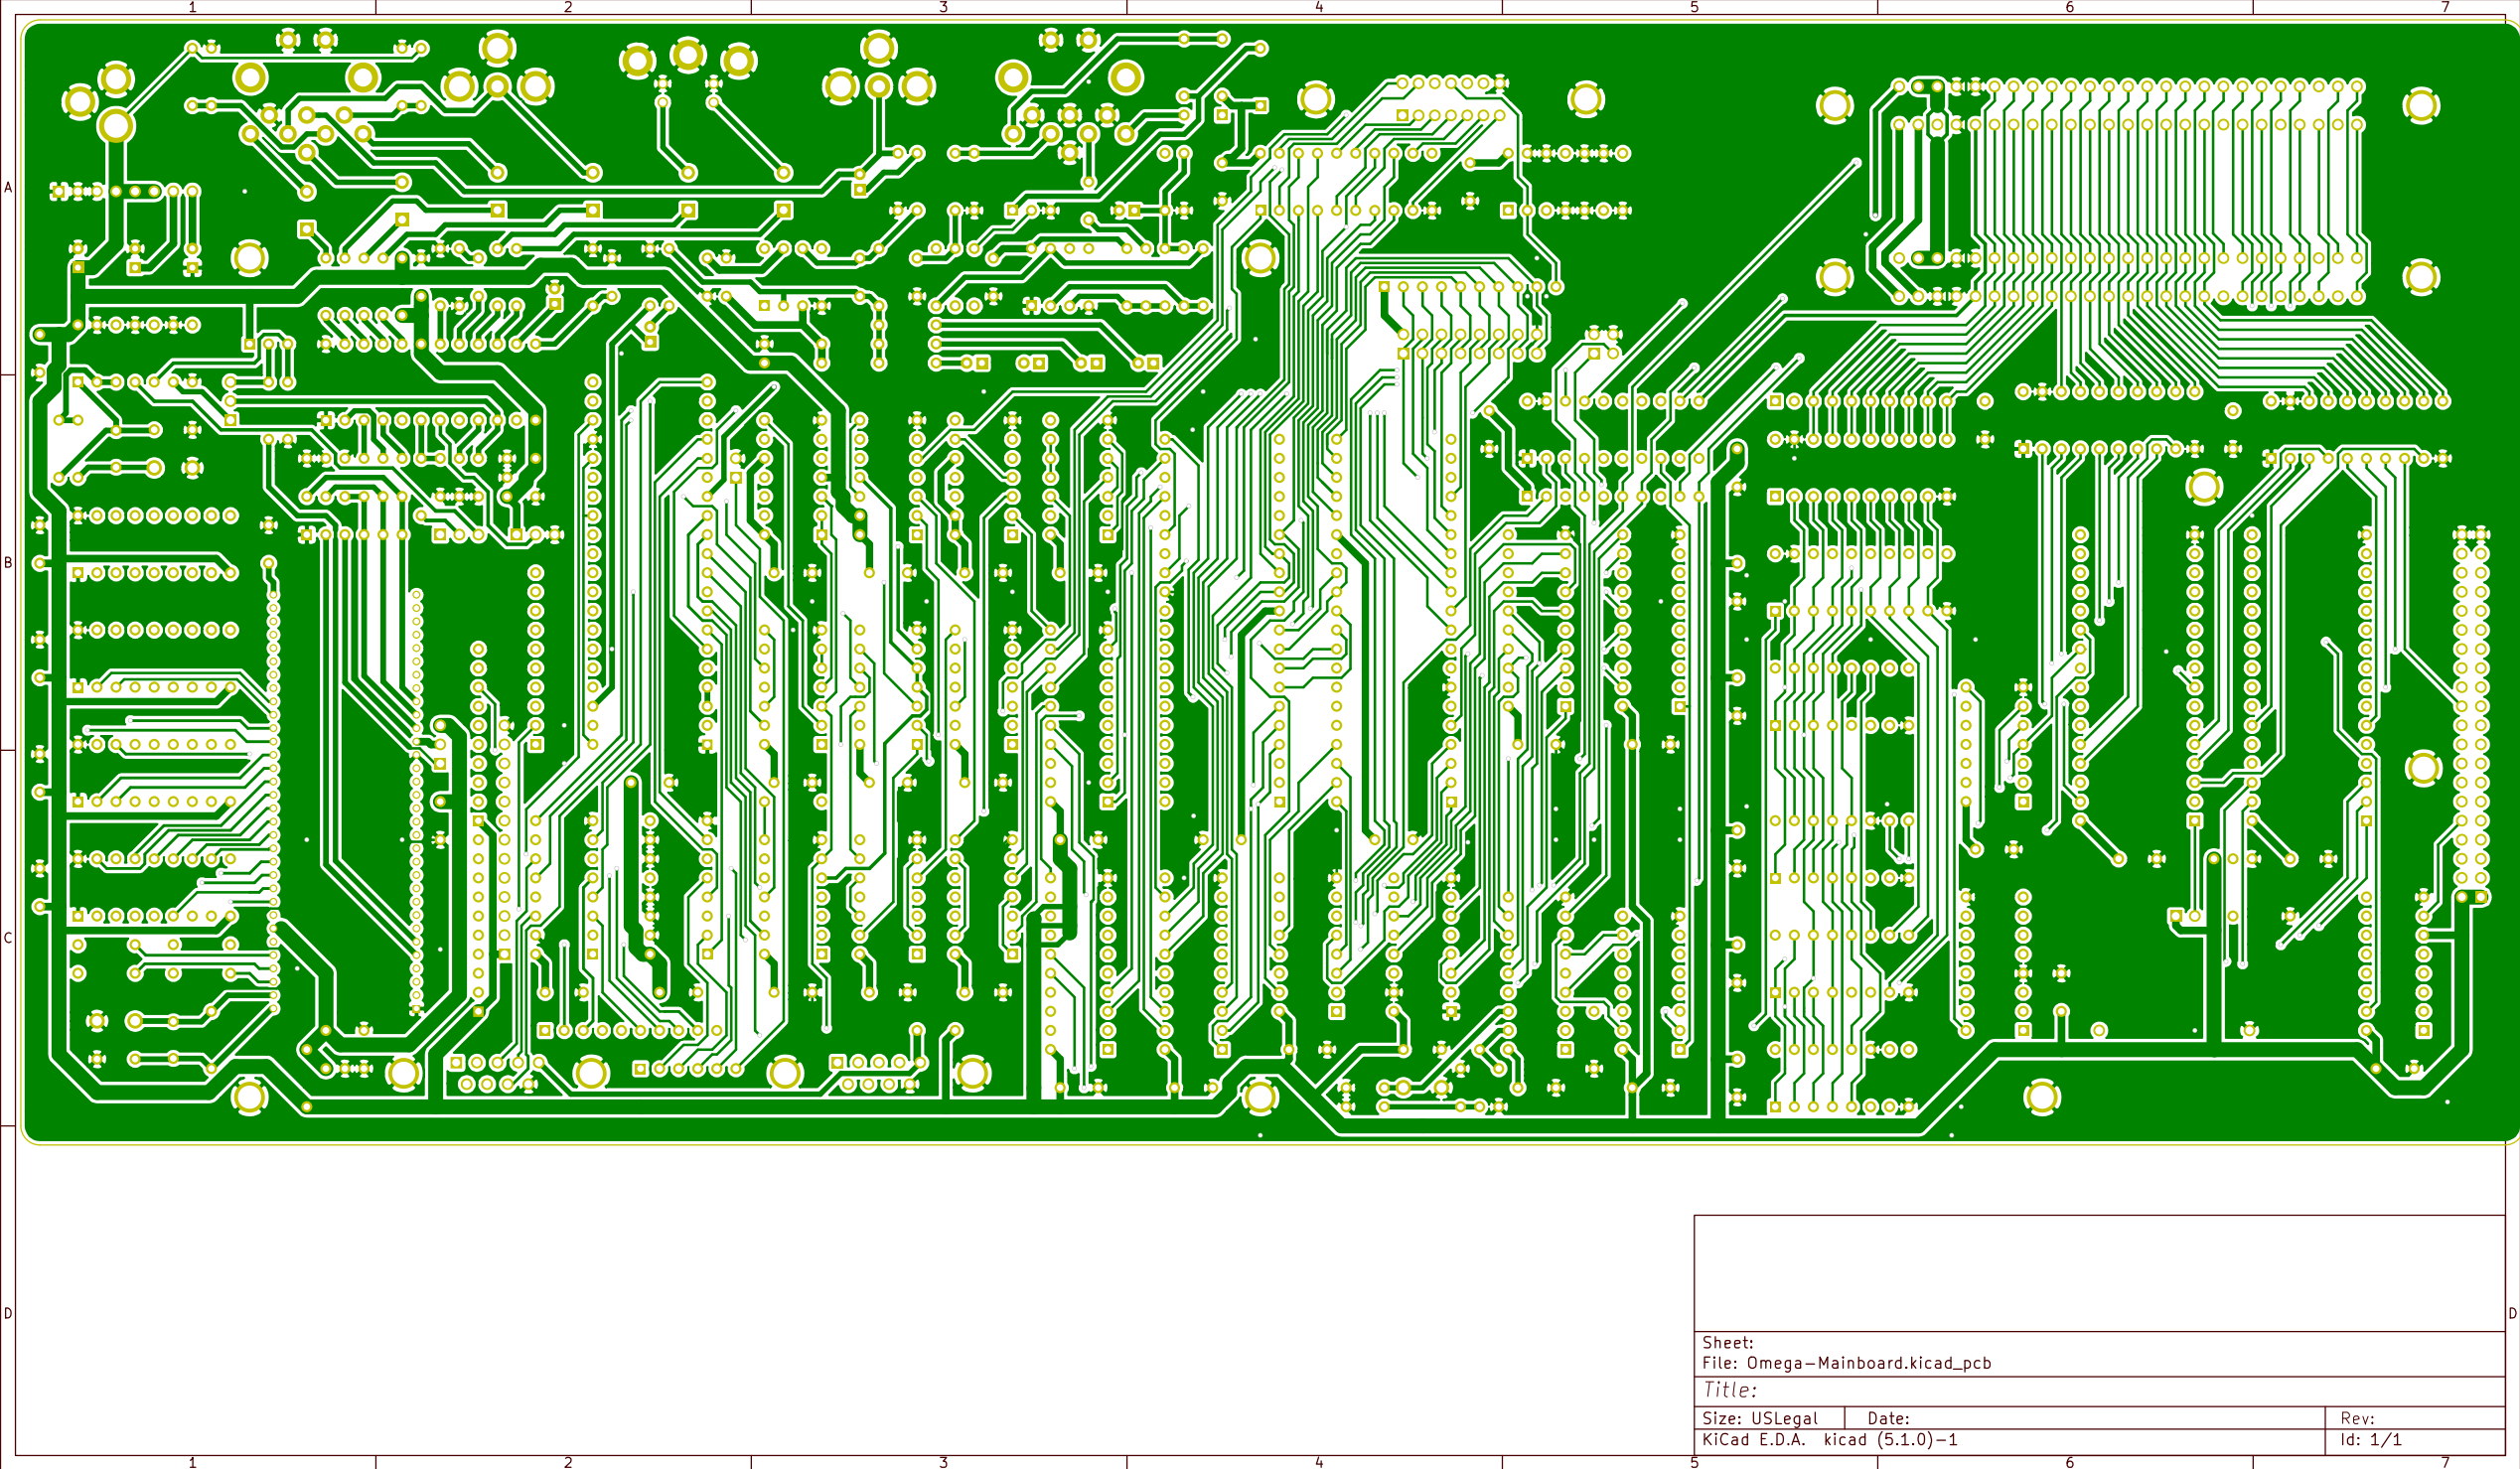 1 2 3 4 5 6 7
A
B
C
D D
Sheet:
File: Omega-Mainboard.kicad_pcb
Title:
Size: USLegal Date: Rev:
KiCad E.D.A. kicad (5.1.0)-1 Id: 1/1
1 2 3 4 5 6 7